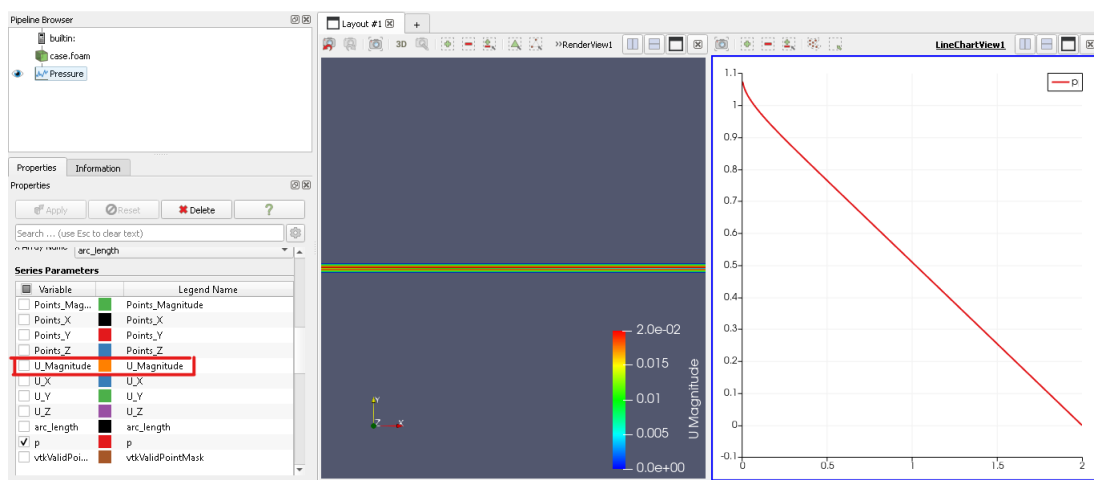 Pipeline Browser
builtin:
case.foam
Pressure
Properties Information
Properties
Apply Reset Delete ?
Search ... (use Esc to clear text)
X Array Name arc_length
Series Parameters
Variable Legend Name
Points_Mag... Points_Magnitude
Points_X Points_X
Points_Y Points_Y
Points_Z Points_Z
U_Magnitude U_Magnitude
U_X U_X
U_Y U_Y
U_Z U_Z
arc_length arc_length
p p
vtkValidPoi... vtkValidPointMask
Layout #1 +
3D »RenderView1
2.0e-02
0.015
0.01
0.005
0.0e+00
U Magnitude
Y
Z X
LineChartView1
p
1.1
1
0.9
0.8
0.7
0.6
0.5
0.4
0.3
0.2
0.1
0
-0.1
0 0.5 1 1.5 2